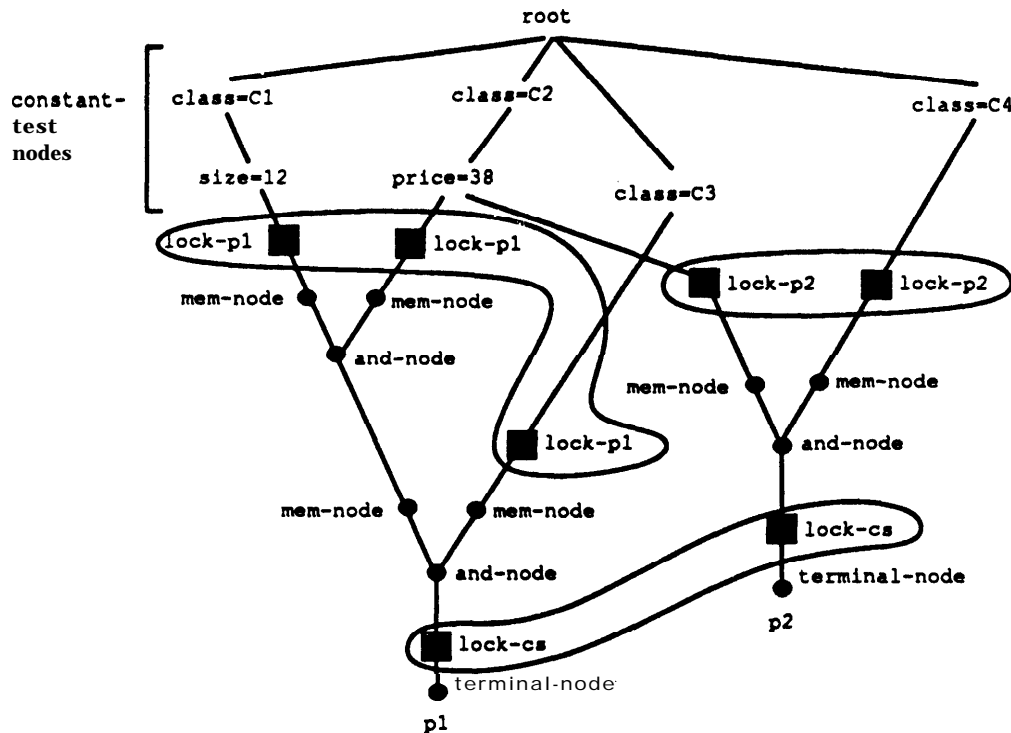 root
constant-
test
nodes
class=C1
class=C2
class=C4
size=12
price=38
class=C3
lock-p1
lock-p1
lock-p2
lock-p2
mem-node
mem-node
and-node
mem-node
mem-node
lock-p1
and-node
mem-node
mem-node
lock-cs
and-node
terminal-node
p2
lock-cs
terminal-node
p1